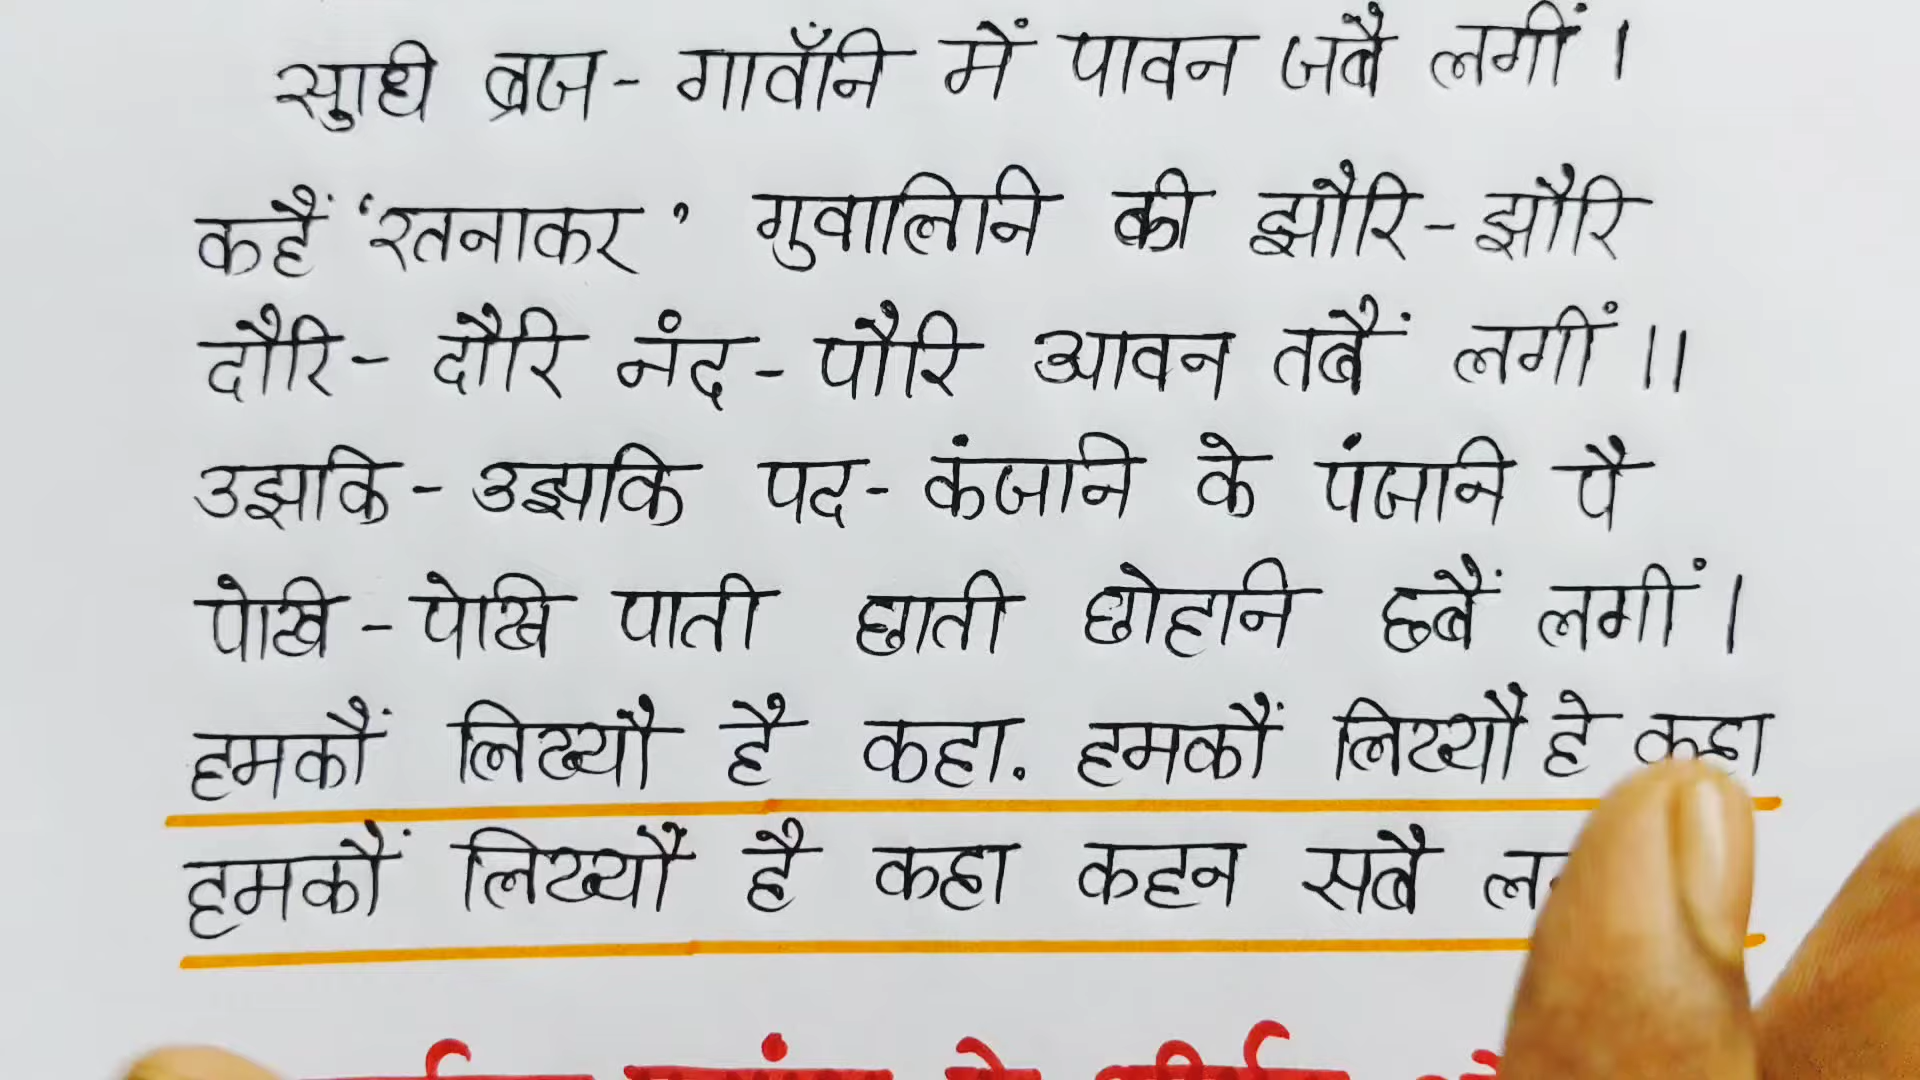 सुधि ब्रज - गावाँनि में पावन जबै लगीं ।
कहैं ‘रतनाकर’ गुवालिनि की झौरि - झौरि
दौरि - दौरि नंद - पौरि आवन तबैं लगीं ॥
उझकि - उझकि पद - कंजनि के पंजनि पै
पेखि - पेखि पाती छाती छोहनि छबैं लगीं ।
हमकौं लिख्यौ है कहा. हमकौं लिख्यौ हे कहा
हमकौं लिख्यौ है कहा कहन सबै